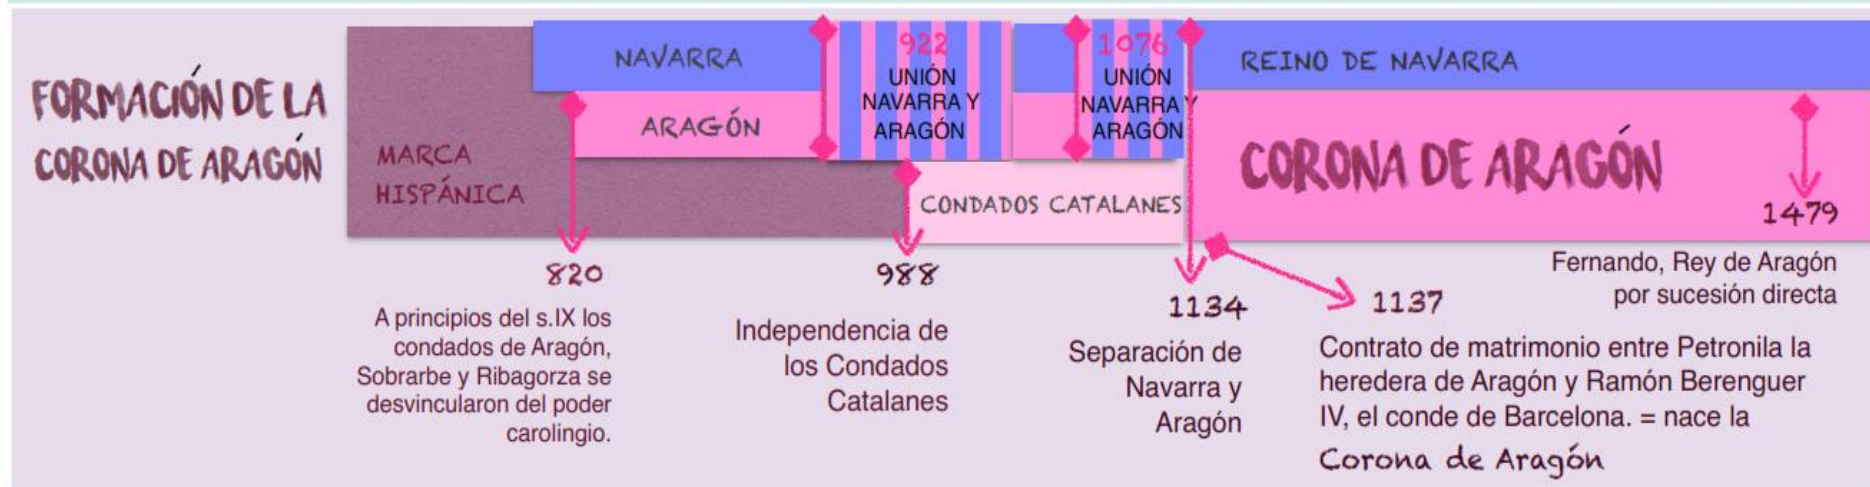 FORMACIÓN DE LA
CORONA DE ARAGÓN
MARCA
HISPÁNICA
NAVARRA
ARAGÓN
922
UNIÓN
NAVARRA Y
ARAGÓN
CONDADOS CATALANES
1076
UNIÓN
NAVARRA Y
ARAGÓN
REINO DE NAVARRA
CORONA DE ARAGÓN
820
A principios del s.IX los
condados de Aragón,
Sobrarbe y Ribagorza se
desvincularon del poder
carolingio.
988
Independencia de
los Condados
Catalanes
1134
Separación de
Navarra y
Aragón
1137
Contrato de matrimonio entre Petronila la
heredera de Aragón y Ramón Berenguer
IV, el conde de Barcelona. = nace la
Corona de Aragón
1479
Fernando, Rey de Aragón
por sucesión directa